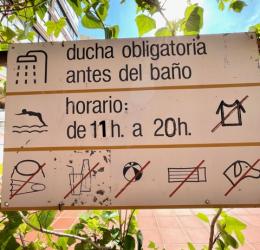 ducha obligatoria
antes del baño
horario:
de 11h. a 20h.